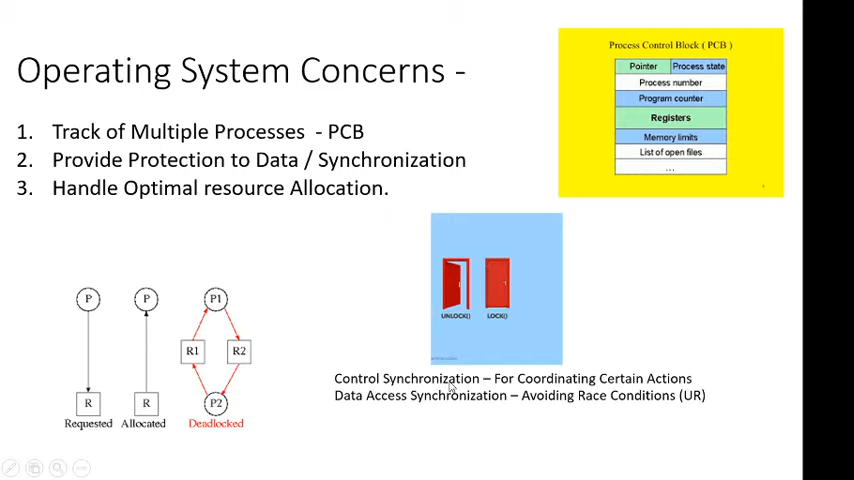 Operating System Concerns -
1. Track of Multiple Processes - PCB
2. Provide Protection to Data / Synchronization
3. Handle Optimal resource Allocation.
Process Control Block ( PCB )
Pointer Process state
Process number
Program counter
Registers
Memory limits
List of open files
...
UNLOCK() LOCK()
Control Synchronization – For Coordinating Certain Actions
Data Access Synchronization – Avoiding Race Conditions (UR)
P P P1
R1 R2
R R P2
Requested Allocated Deadlocked